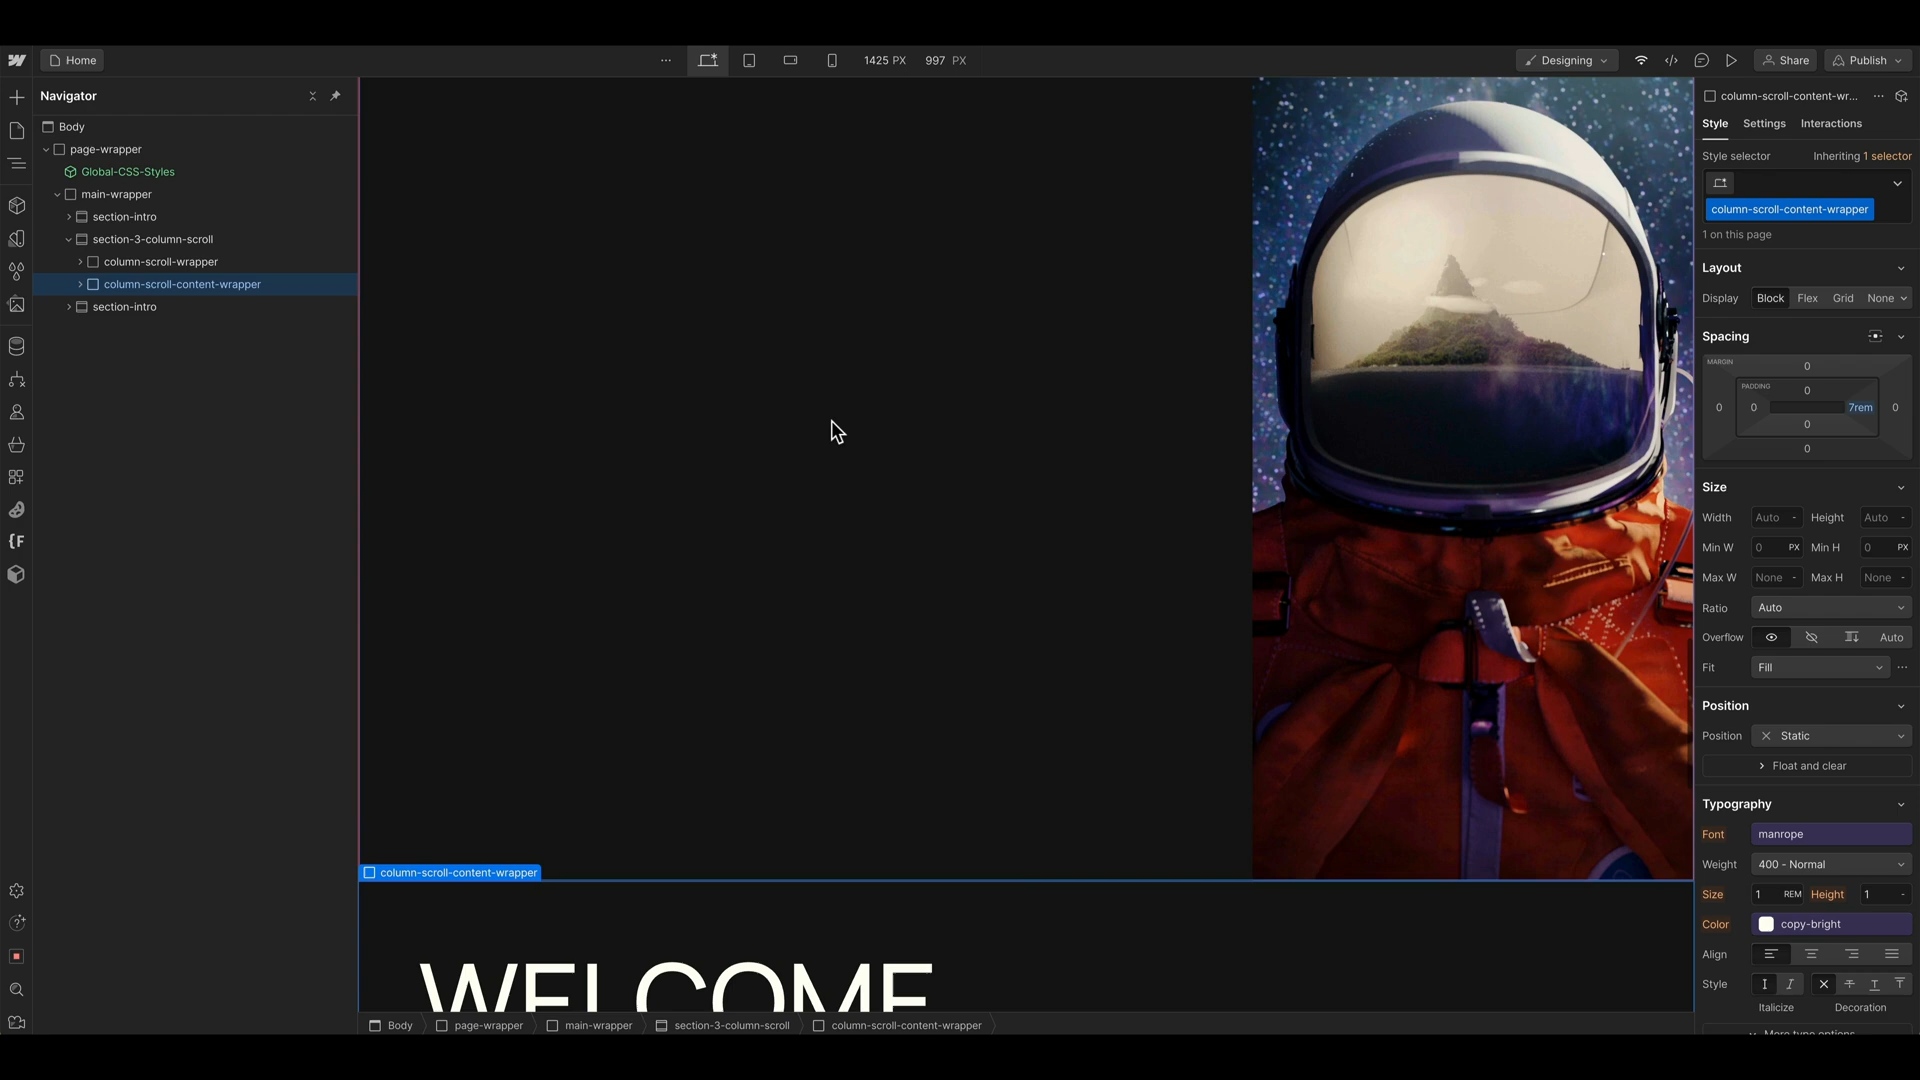 Home
1425 PX 997 PX
Designing
Share
Publish
Navigator
Body
page-wrapper
Global-CSS-Styles
main-wrapper
section-intro
section-3-column-scroll
column-scroll-wrapper
column-scroll-content-wrapper
section-intro
column-scroll-content-wrapper
WELCOME
Body page-wrapper main-wrapper section-3-column-scroll column-scroll-content-wrapper
column-scroll-content-wr...
Style Settings Interactions
Style selector Inheriting 1 selector
column-scroll-content-wrapper
1 on this page
Layout
Display Block Flex Grid None
Spacing
MARGIN
0
PADDING
0
0 0 7rem 0
0
0
Size
Width Auto - Height Auto -
Min W 0 PX Min H 0 PX
Max W None - Max H None -
Ratio Auto
Overflow Auto
Fit Fill
Position
Position Static
Float and clear
Typography
Font manrope
Weight 400 - Normal
Size 1 REM Height 1 -
Color copy-bright
Align
Style
Italicize Decoration
More type options